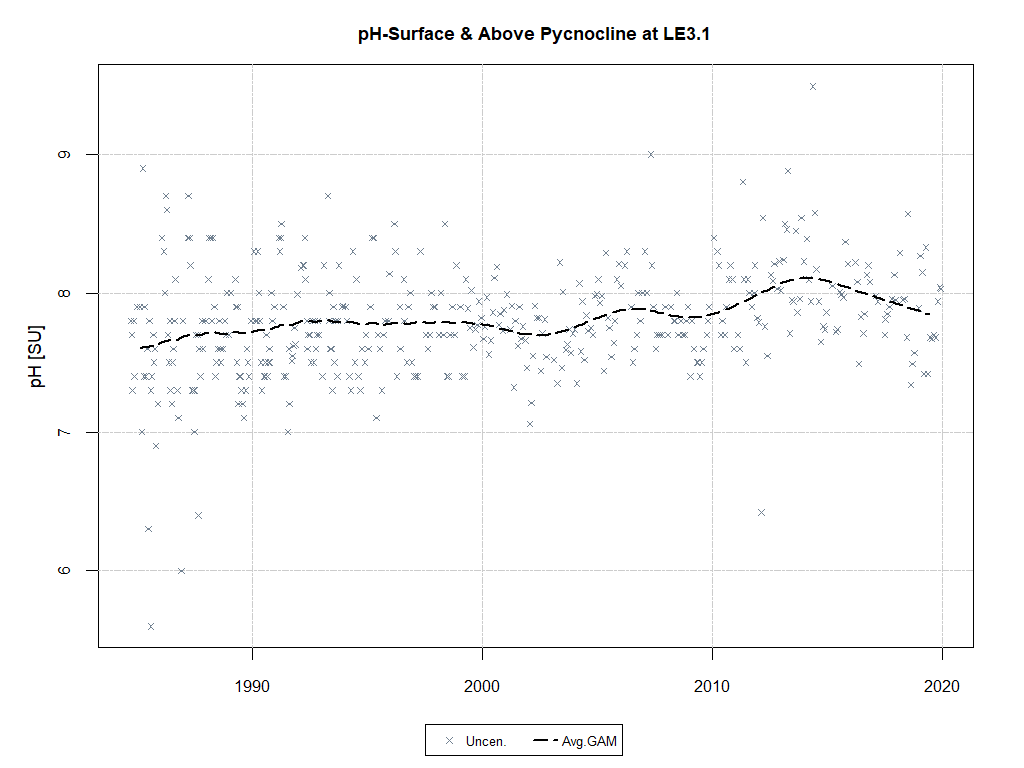 pH-Surface & Above Pycnocline at LE3.1
pH [SU]
9
8
7
6
1990
2000
2010
2020
Uncen.
Avg.GAM